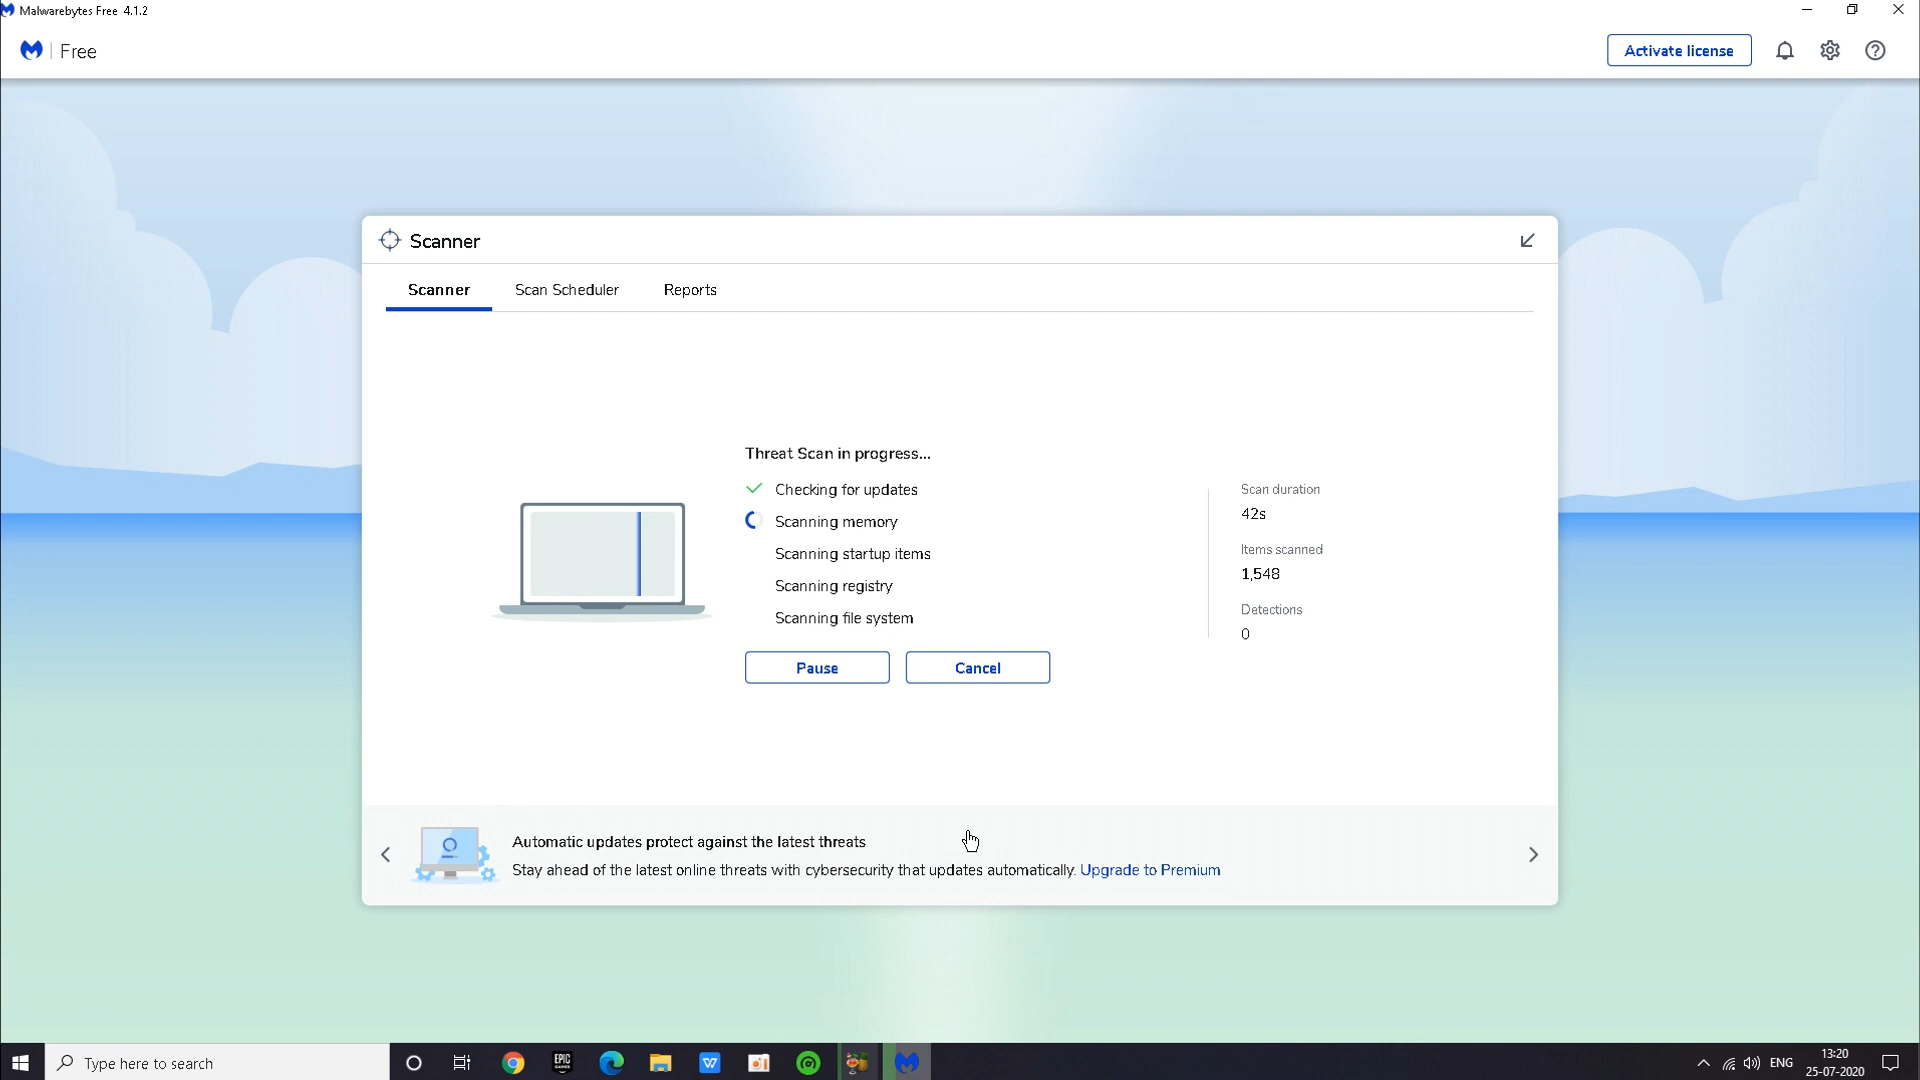 Malwarebytes Free 4.1.2
Free
Activate license
Scanner
Scanner
Scan Scheduler
Reports
Threat Scan in progress...
Checking for updates
Scanning memory
Scanning startup items
Scanning registry
Scanning file system
Pause
Cancel
Scan duration
42s
Items scanned
1,548
Detections
0
Automatic updates protect against the latest threats
Stay ahead of the latest online threats with cybersecurity that updates automatically. Upgrade to Premium
Type here to search
EPIC
GAMES
W
ENG
13:20
25-07-2020